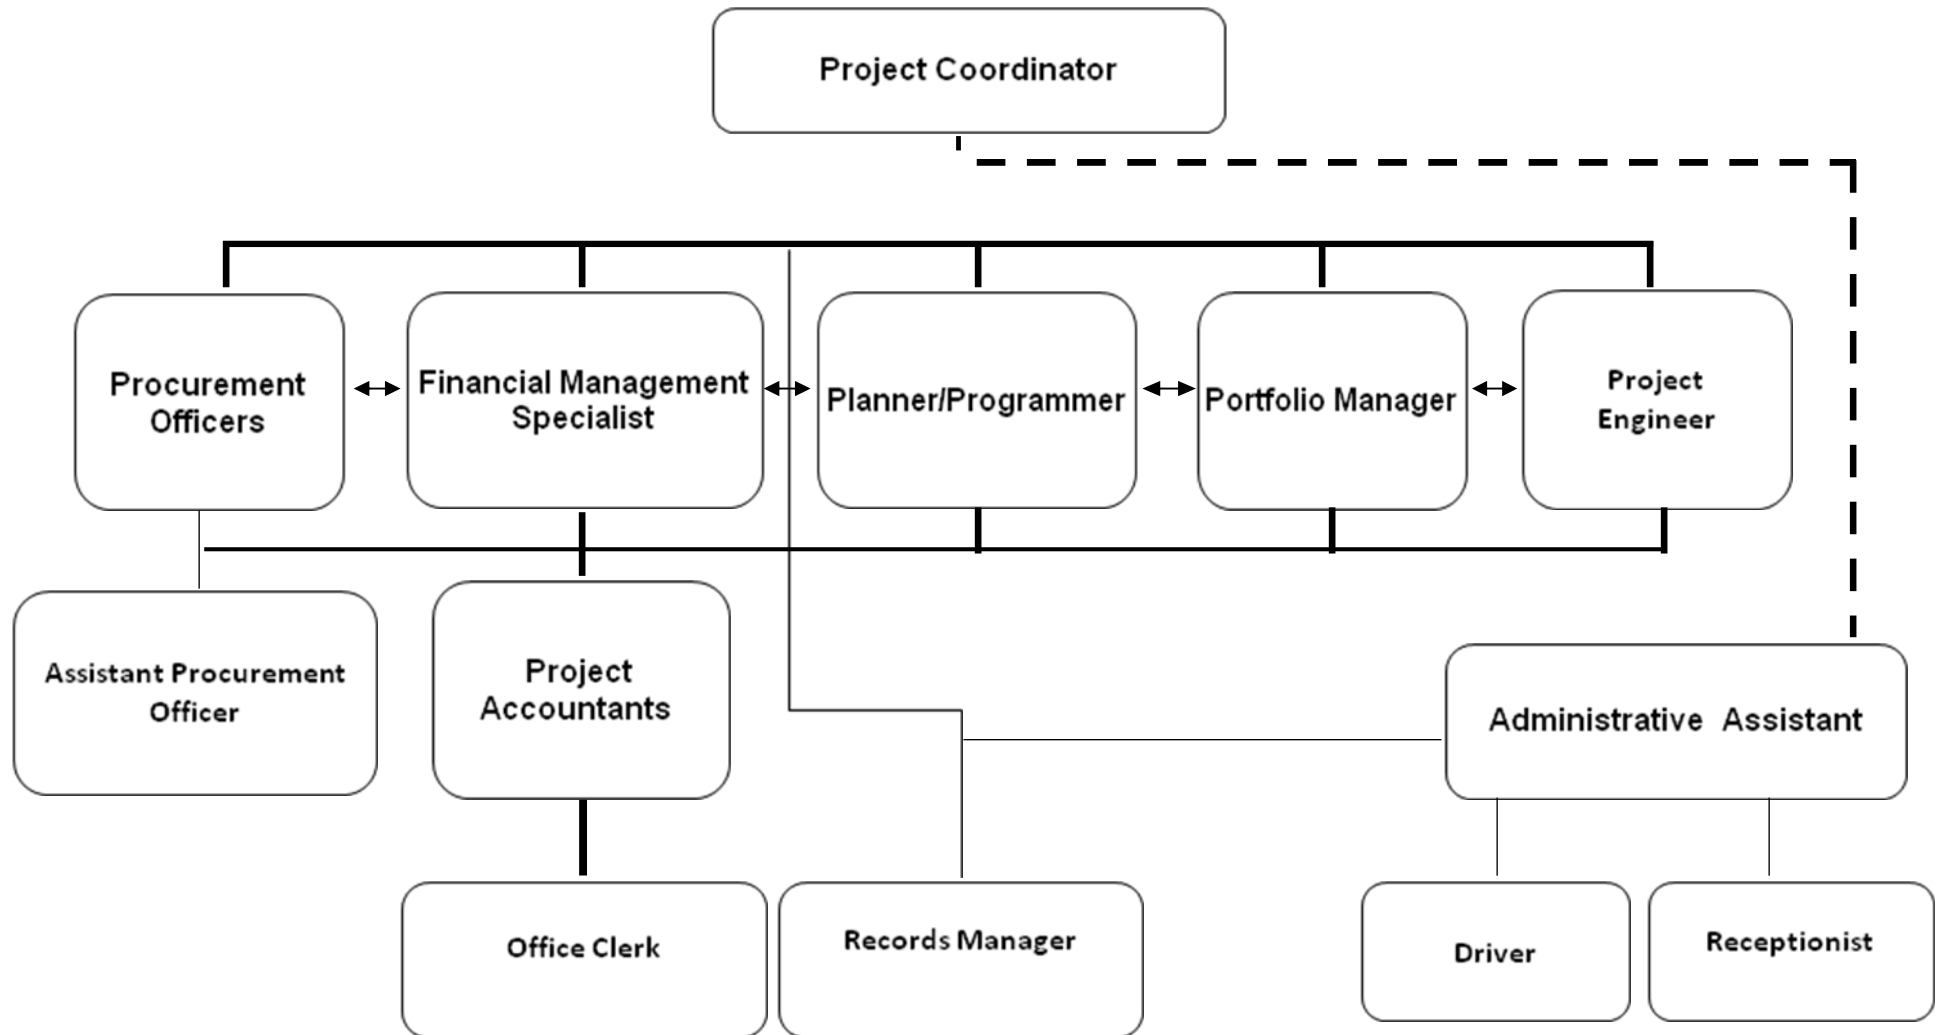 Project Coordinator
Procurement
Officers
Financial Management
Specialist
Planner/Programmer
Portfolio Manager
Project
Engineer
Assistant Procurement
Officer
Project
Accountants
Administrative Assistant
Office Clerk
Records Manager
Driver
Receptionist